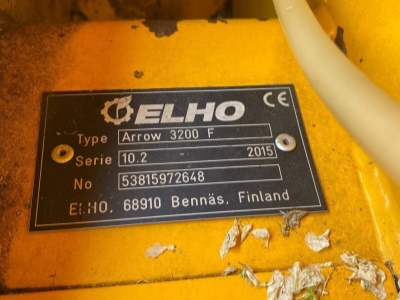 ELHO CE
Type Arrow 3200 F
Serie 10.2 2015
No 53815972648
ELHO. 68910 Bennäs, Finland